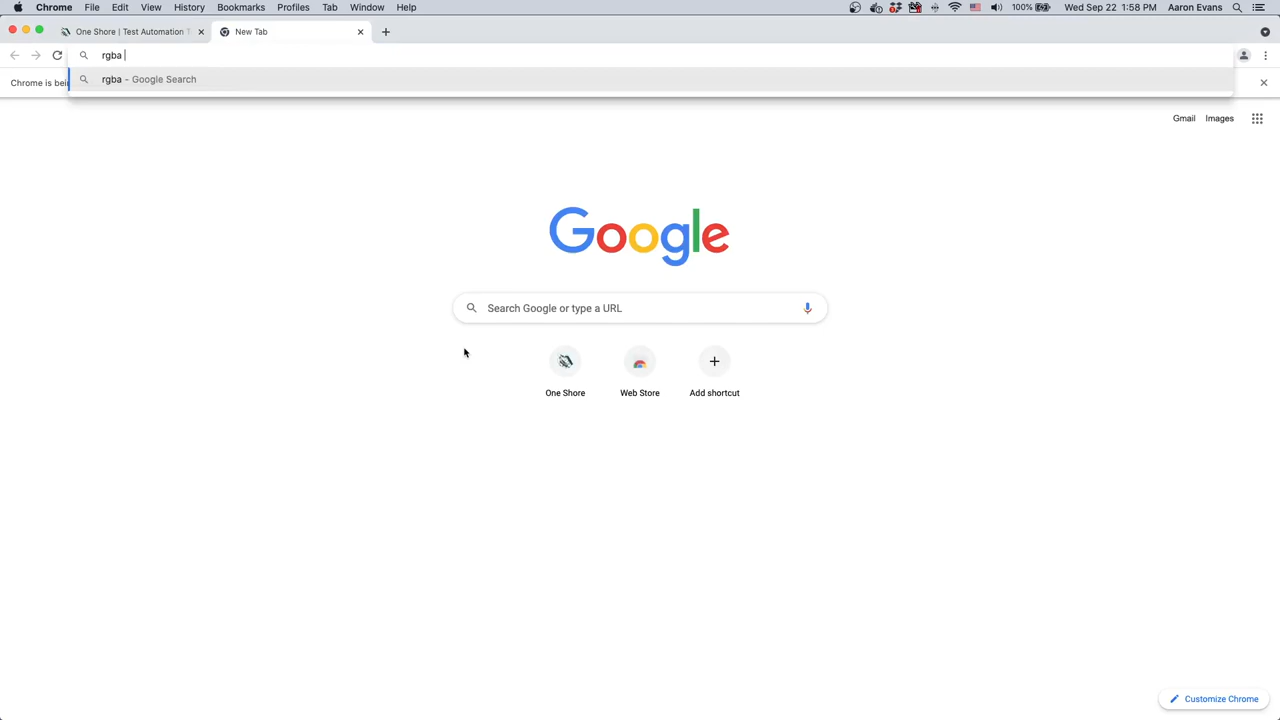 Chrome File Edit View History Bookmarks Profiles Tab Window Help 100% Wed Sep 22 1:58 PM Aaron Evans
One Shore | Test Automation New Tab
rgba
rgba - Google Search
Chrome is bei
Gmail Images
Google
Search Google or type a URL
One Shore Web Store Add shortcut
Customize Chrome